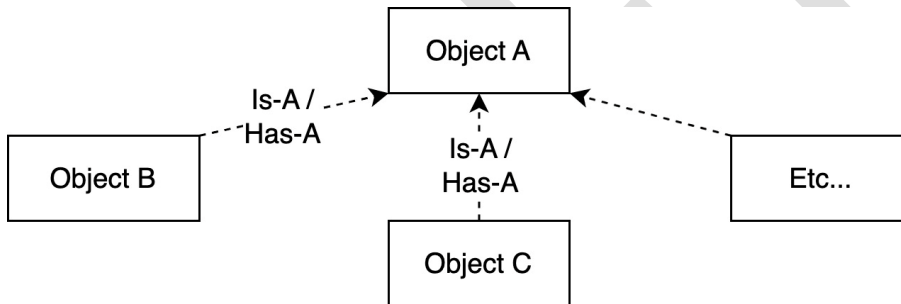 Object A
Is-A /
Has-A
Object B
Is-A /
Has-A
Etc...
Object C